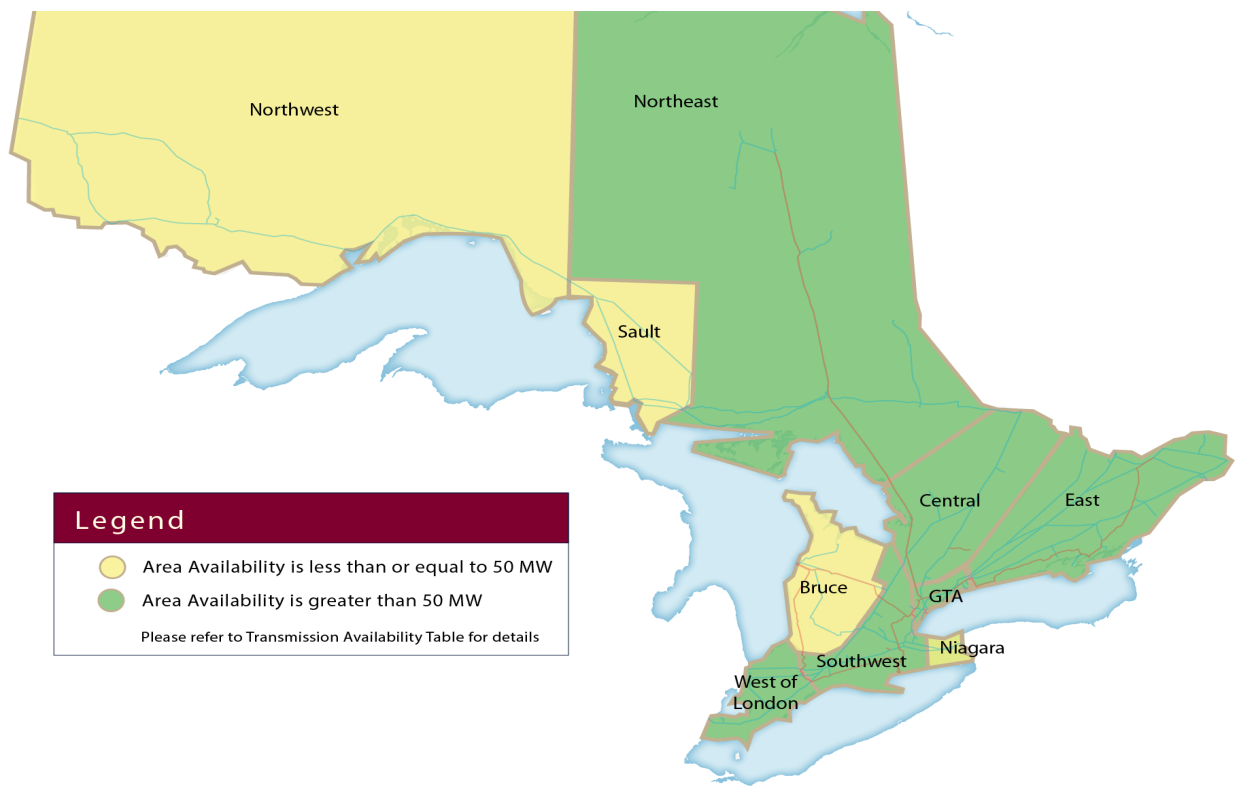 Northwest
Northeast
Sault
Central
East
Legend
Area Availability is less than or equal to 50 MW
Area Availability is greater than 50 MW
Please refer to Transmission Availability Table for details
Bruce
GTA
Niagara
Southwest
West of
London